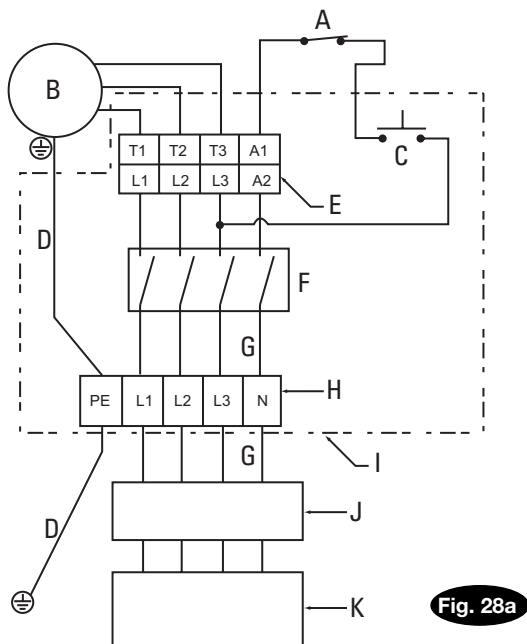 A
B
T1 T2 T3 A1
C
L1 L2 L3 A2
E
D
F
G
PE L1 L2 L3 N
H
I
G
D
J
K
Fig. 28a